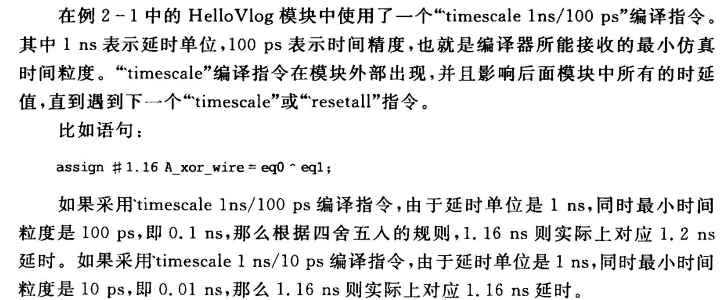 在例 2-1 中的 HelloVlog 模块中使用了一个“`timescale 1ns/100 ps”编译指令。
其中 1 ns 表示延时单位,100 ps 表示时间精度,也就是编译器所能接收的最小仿真
时间粒度。“`timescale”编译指令在模块外部出现,并且影响后面模块中所有的时延
值,直到遇到下一个“`timescale”或“`resetall”指令。
比如语句:
assign #1.16 A_xor_wire = eq0 ^ eq1;
如果采用`timescale 1ns/100 ps 编译指令,由于延时单位是 1 ns,同时最小时间
粒度是 100 ps,即 0.1 ns,那么根据四舍五人的规则,1.16 ns 则实际上对应 1.2 ns
延时。如果采用`timescale 1 ns/10 ps 编译指令,由于延时单位是 1 ns,同时最小时间
粒度是 10 ps,即 0.01 ns,那么 1.16 ns 则实际上对应 1.16 ns 延时。